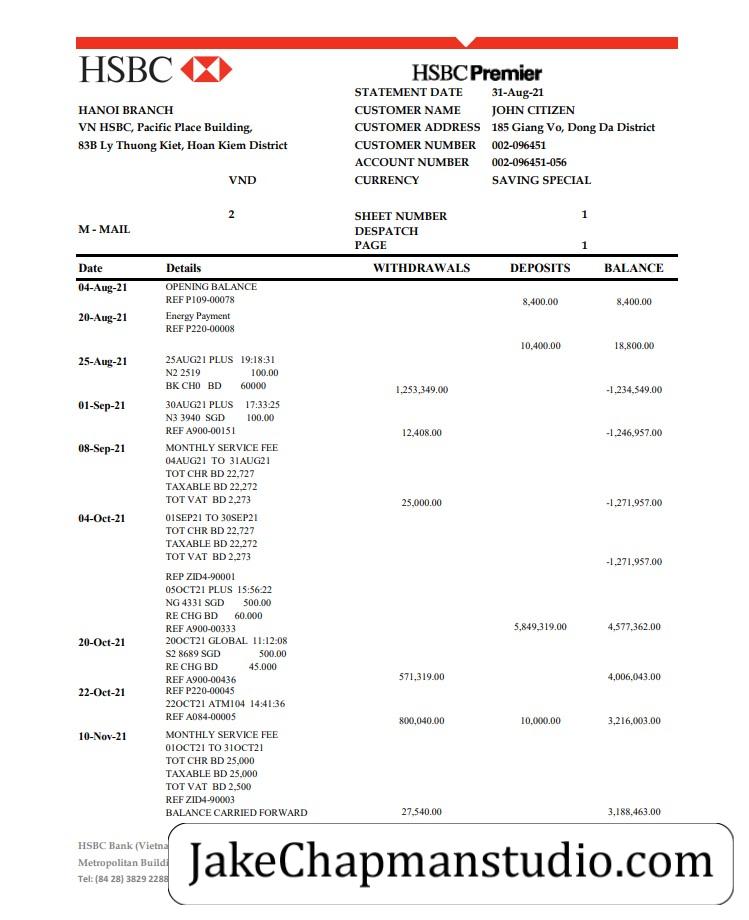 HSBC
HSBC Premier
STATEMENT DATE 31-Aug-21
HANOI BRANCH CUSTOMER NAME JOHN CITIZEN
VN HSBC, Pacific Place Building, CUSTOMER ADDRESS 185 Giang Vo, Dong Da District
83B Ly Thuong Kiet, Hoan Kiem District CUSTOMER NUMBER 002-096451
ACCOUNT NUMBER 002-096451-056
VND CURRENCY SAVING SPECIAL
2 SHEET NUMBER 1
M - MAIL DESPATCH
PAGE 1
Date Details WITHDRAWALS DEPOSITS BALANCE
04-Aug-21 OPENING BALANCE
REF P109-00078 8,400.00 8,400.00
20-Aug-21 Energy Payment
REF P220-00008
10,400.00 18,800.00
25-Aug-21 25AUG21 PLUS 19:18:31
N2 2519 100.00
BK CH0 BD 60000 1,253,349.00 -1,234,549.00
01-Sep-21 30AUG21 PLUS 17:33:25
N3 3940 SGD 100.00
REF A900-00151 12,408.00 -1,246,957.00
08-Sep-21 MONTHLY SERVICE FEE
04AUG21 TO 31AUG21
TOT CHR BD 22,727
TAXABLE BD 22,272
TOT VAT BD 2,273 25,000.00 -1,271,957.00
04-Oct-21 01SEP21 TO 30SEP21
TOT CHR BD 22,727
TAXABLE BD 22,272
TOT VAT BD 2,273 -1,271,957.00
REP ZID4-90001
05OCT21 PLUS 15:56:22
NG 4331 SGD 500.00
RE CHG BD 60.000
REF A900-00333 5,849,319.00 4,577,362.00
20-Oct-21 20OCT21 GLOBAL 11:12:08
S2 8689 SGD 500.00
RE CHG BD 45.000
REF A900-00436 571,319.00 4,006,043.00
22-Oct-21 REF P220-00045
22OCT21 ATM104 14:41:36
REF A084-00005 800,040.00 10,000.00 3,216,003.00
10-Nov-21 MONTHLY SERVICE FEE
01OCT21 TO 31OCT21
TOT CHR BD 25,000
TAXABLE BD 25,000
TOT VAT BD 2,500
REF ZID4-90003
BALANCE CARRIED FORWARD 27,540.00 3,188,463.00
HSBC Bank (Vietna
Metropolitan Buildi
Tel: (84 28) 3829 2288
JakeChapmanstudio.com